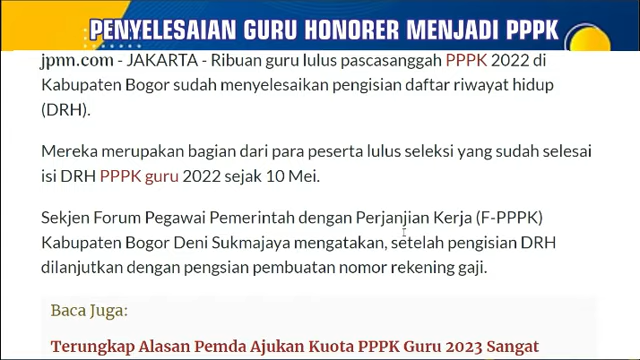 PENYELESAIAN GURU HONORER MENJADI PPPK
jpnn.com - JAKARTA - Ribuan guru lulus pascasanggah PPPK 2022 di
Kabupaten Bogor sudah menyelesaikan pengisian daftar riwayat hidup
(DRH).
Mereka merupakan bagian dari para peserta lulus seleksi yang sudah selesai
isi DRH PPPK guru 2022 sejak 10 Mei.
Sekjen Forum Pegawai Pemerintah dengan Perjanjian Kerja (F-PPPK)
Kabupaten Bogor Deni Sukmajaya mengatakan, setelah pengisian DRH
dilanjutkan dengan pengsian pembuatan nomor rekening gaji.
Baca Juga:
Terungkap Alasan Pemda Ajukan Kuota PPPK Guru 2023 Sangat